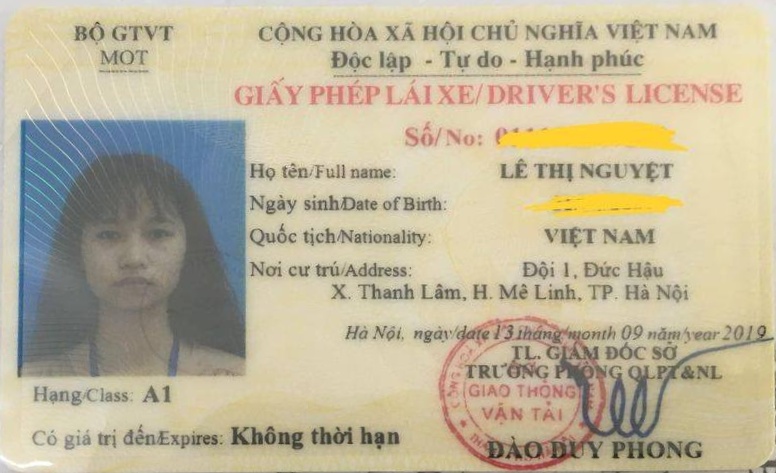 BỘ GTVT
MOT
CỘNG HÒA XÃ HỘI CHỦ NGHĨA VIỆT NAM
Độc lập - Tự do - Hạnh phúc
GIẤY PHÉP LÁI XE/ DRIVER'S LICENSE
Số/No:
Họ tên/Full name: LÊ THỊ NGUYỆT
Ngày sinh/Date of Birth:
Quốc tịch/Nationality: VIỆT NAM
Nơi cư trú/Address: Đội 1, Đức Hậu
X. Thanh Lâm, H. Mê Linh, TP. Hà Nội
Hà Nội, ngày/date 13 tháng/month 09 năm/year 2019
TL. GIÁM ĐỐC SỞ
TRƯỞNG PHÒNG QLPT&NL
GIAO THÔNG
VẬN TẢI
ĐÀO DUY PHONG
Hạng/Class: A1
Có giá trị đến/Expires: Không thời hạn